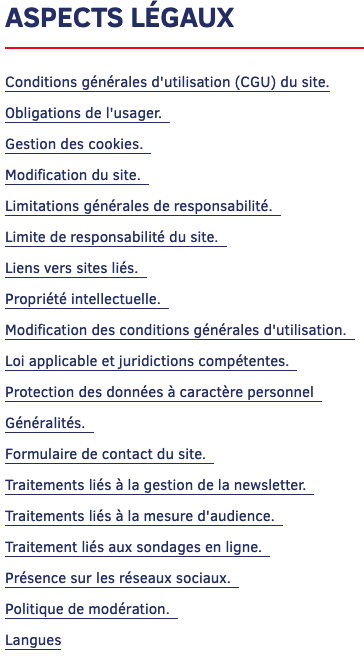 ASPECTS LÉGAUX
Conditions générales d'utilisation (CGU) du site.
Obligations de l'usager.
Gestion des cookies.
Modification du site.
Limitations générales de responsabilité.
Limite de responsabilité du site.
Liens vers sites liés.
Propriété intellectuelle.
Modification des conditions générales d'utilisation.
Loi applicable et juridictions compétentes.
Protection des données à caractère personnel
Généralités.
Formulaire de contact du site.
Traitements liés à la gestion de la newsletter.
Traitements liés à la mesure d'audience.
Traitement liés aux sondages en ligne.
Présence sur les réseaux sociaux.
Politique de modération.
Langues